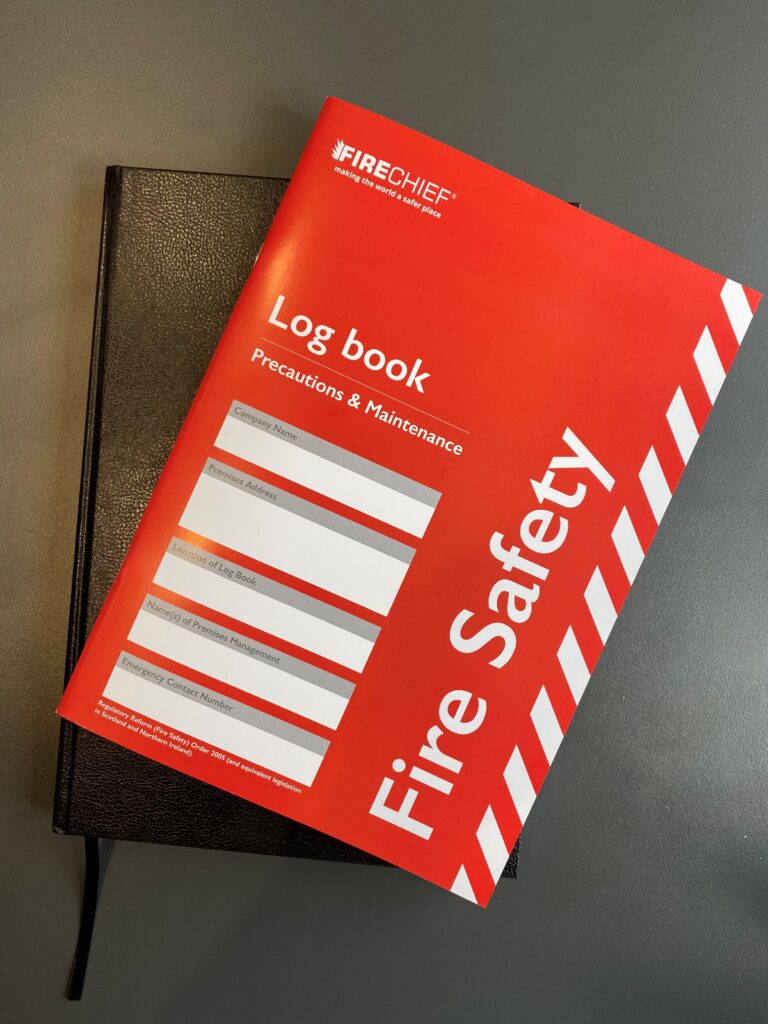 FIRECHIEF®
making the world a safer place
Log book
Precautions & Maintenance
Company Name
Premises Address
Location of Log Book
Name(s) of Premises Management
Emergency Contact Number
Regulatory Reform (Fire Safety) Order 2005 (and equivalent legislation
in Scotland and Northern Ireland).
Fire Safety